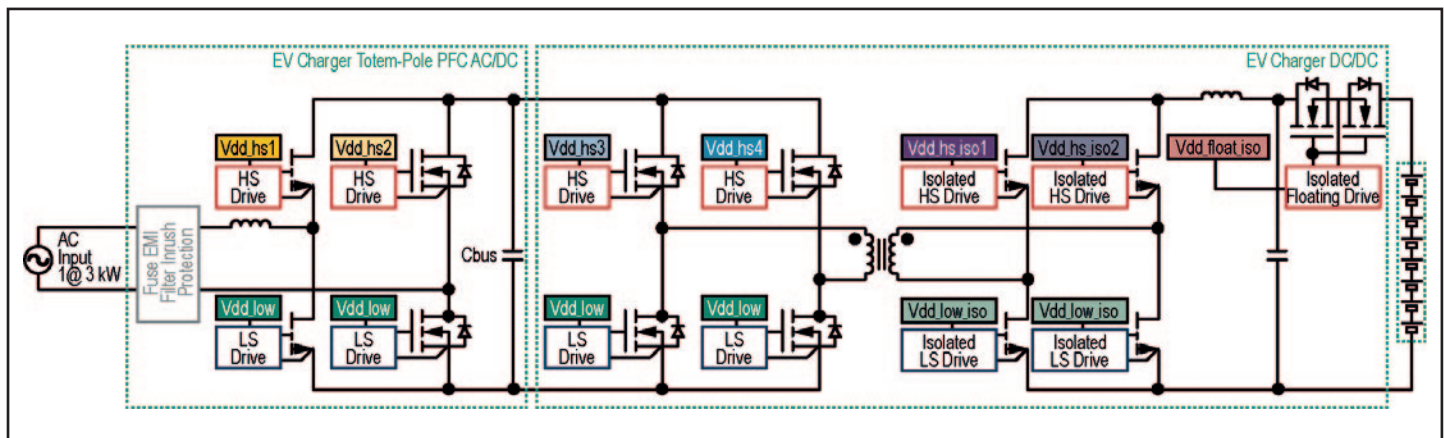 EV Charger Totem-Pole PFC AC/DC
EV Charger DC/DC
Vdd_hs1
HS
Drive
Vdd_hs2
HS
Drive
Vdd_hs3
HS
Drive
Vdd_hs4
HS
Drive
Vdd_hs_iso1
Isolated
HS Drive
Vdd_hs_iso2
Isolated
HS Drive
Vdd_float_iso
Isolated
Floating Drive
AC
Input
1@ 3 kW
Fuse EMI
Filter Inrush
Protection
Cbus
Vdd_low
LS
Drive
Vdd_low
LS
Drive
Vdd_low
LS
Drive
Vdd_low
LS
Drive
Vdd_low_iso
Isolated
LS Drive
Vdd_low_iso
Isolated
LS Drive